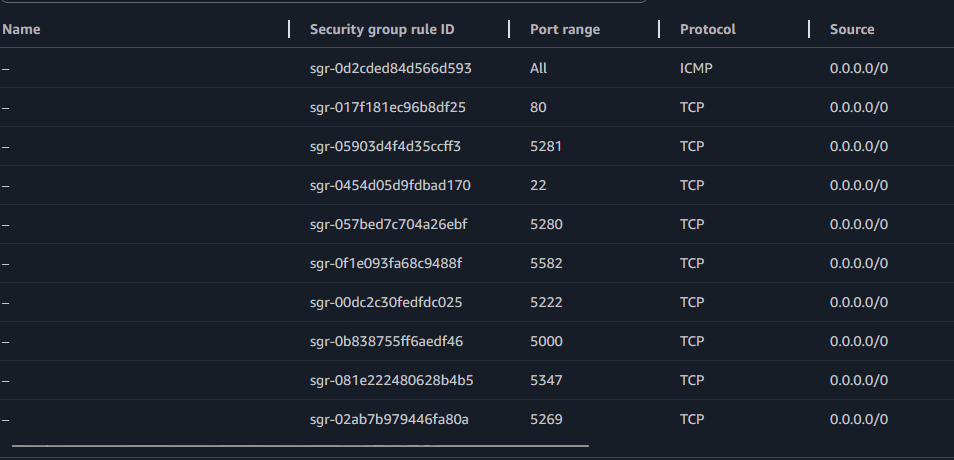 Name Security group rule ID Port range Protocol Source
– sgr-0d2cded84d566d593 All ICMP 0.0.0.0/0
– sgr-017f181ec96b8df25 80 TCP 0.0.0.0/0
– sgr-05903d4f4d35ccff3 5281 TCP 0.0.0.0/0
– sgr-0454d05d9fdbad170 22 TCP 0.0.0.0/0
– sgr-057bed7c704a26ebf 5280 TCP 0.0.0.0/0
– sgr-0f1e093fa68c9488f 5582 TCP 0.0.0.0/0
– sgr-00dc2c30fedfdc025 5222 TCP 0.0.0.0/0
– sgr-0b838755ff6aedf46 5000 TCP 0.0.0.0/0
– sgr-081e222480628b4b5 5347 TCP 0.0.0.0/0
– sgr-02ab7b979446fa80a 5269 TCP 0.0.0.0/0